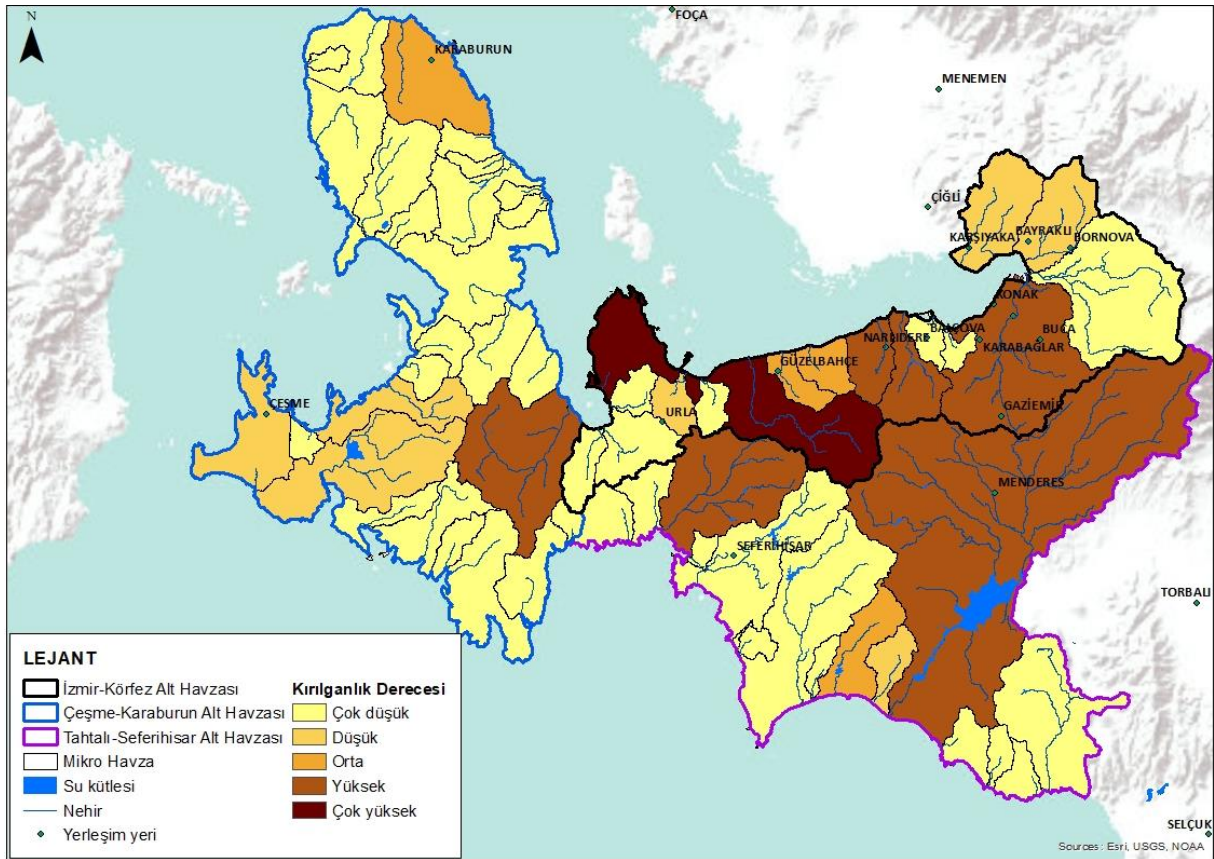 N
FOÇA
KARABURUN
MENEMEN
ÇİĞLİ
KARŞIYAKA
BAYRAKLI
BORNOVA
KONAK
BALÇOVA
BUCA
NARLIDERE
KARABAĞLAR
GÜZELBAHÇE
ÇEŞME
URLA
GAZİEMİR
MENDERES
SEFERİHİSAR
TORBALI
SELÇUK
LEJANT
İzmir-Körfez Alt Havzası
Çeşme-Karaburun Alt Havzası
Tahtalı-Seferihisar Alt Havzası
Mikro Havza
Su kütlesi
Nehir
Yerleşim yeri
Kırılganlık Derecesi
Çok düşük
Düşük
Orta
Yüksek
Çok yüksek
Sources: Esri, USGS, NOAA